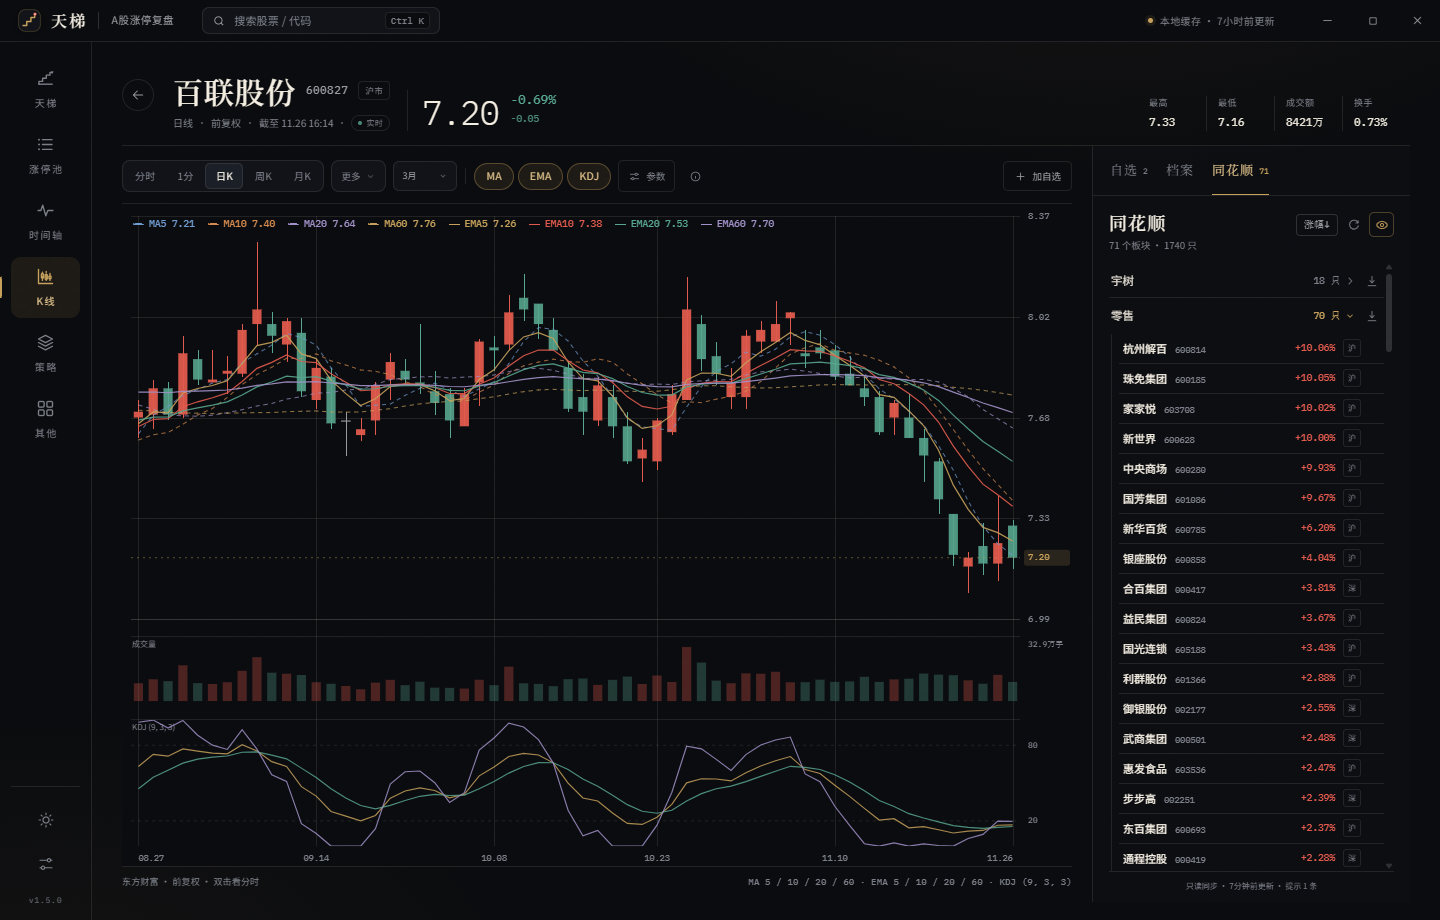 天梯 A股涨停复盘 搜索股票 / 代码 Ctrl K 本地缓存 · 7小时前更新
天梯
涨停池
时间轴
K线
策略
其他
v1.5.0
百联股份 600827 沪市
日线 · 前复权 · 截至 11.26 16:14 · 实时
7.20 -0.69%
-0.05
最高 最低 成交额 换手
7.33 7.16 8421万 0.73%
分时 1分 日K 周K 月K 更多 3月 MA EMA KDJ 参数 加自选
MA5 7.21 MA10 7.40 MA20 7.64 MA60 7.76 EMA5 7.26 EMA10 7.38 EMA20 7.53 EMA60 7.70
8.37
8.02
7.68
7.33
7.20
6.99
成交量 32.9万手
KDJ(9,3,3)
80
20
08.27 09.14 10.08 10.23 11.10 11.26
东方财富 · 前复权 · 双击看分时 MA 5 / 10 / 20 / 60 · EMA 5 / 10 / 20 / 60 · KDJ (9, 3, 3)
自选 2 档案 同花顺 71
同花顺 涨幅↓
71 个板块 · 1740 只
宇树 18 只
零售 70 只
杭州解百 600814 +10.06% 沪
珠免集团 600185 +10.05% 沪
家家悦 603708 +10.02% 沪
新世界 600628 +10.00% 沪
中央商场 600280 +9.93% 沪
国芳集团 601086 +9.67% 沪
新华百货 600785 +6.20% 沪
银座股份 600858 +4.04% 沪
合百集团 000417 +3.81% 深
益民集团 600824 +3.67% 沪
国光连锁 605188 +3.43% 沪
利群股份 601366 +2.88% 沪
御银股份 002177 +2.55% 深
武商集团 000501 +2.48% 深
惠发食品 603536 +2.47% 沪
步步高 002251 +2.39% 深
东百集团 600693 +2.37% 沪
通程控股 000419 +2.28% 深
只读同步 · 7分钟前更新 · 提示 1 条